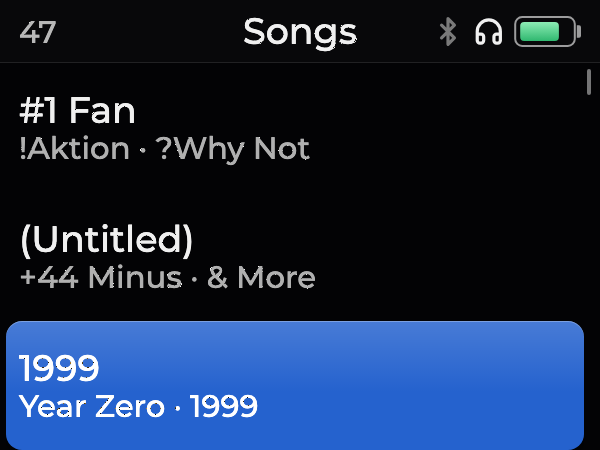 47
Songs
#1 Fan
!Aktion · ?Why Not
(Untitled)
+44 Minus · & More
1999
Year Zero · 1999